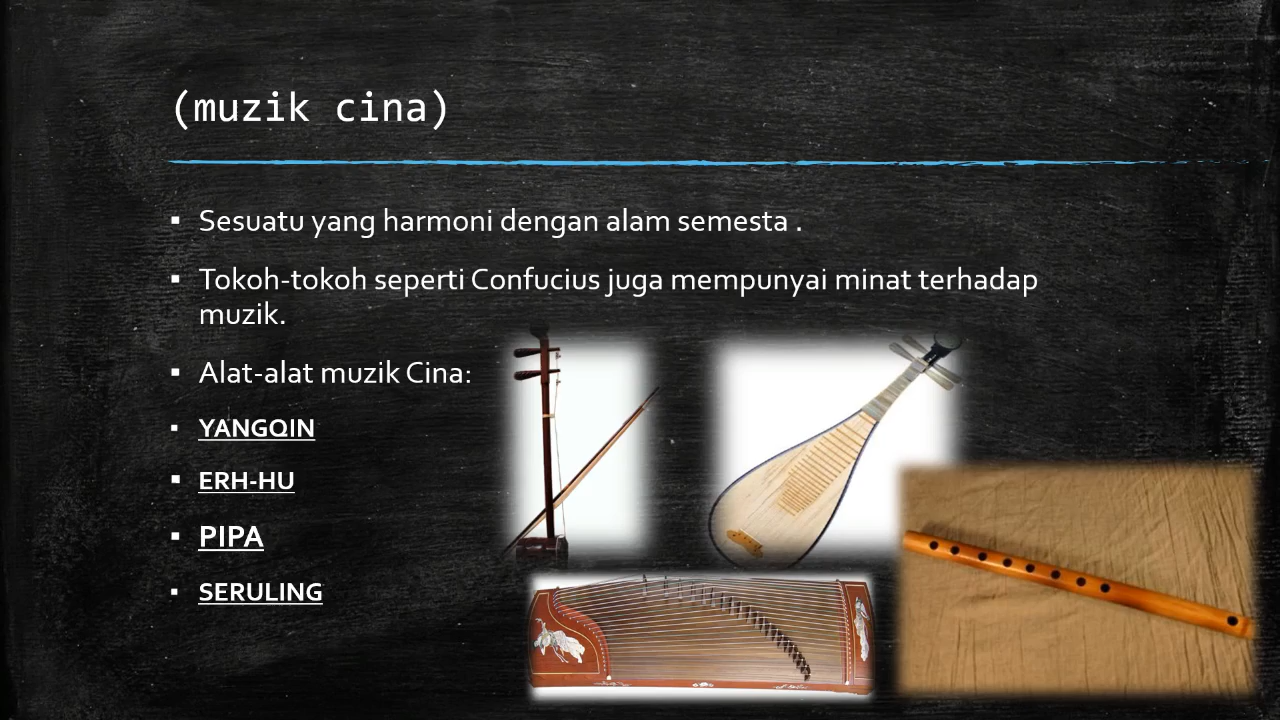 (muzik cina)
▪ Sesuatu yang harmoni dengan alam semesta .
▪ Tokoh-tokoh seperti Confucius juga mempunyai minat terhadap
muzik.
▪ Alat-alat muzik Cina:
▪ YANGQIN
▪ ERH-HU
▪ PIPA
▪ SERULING